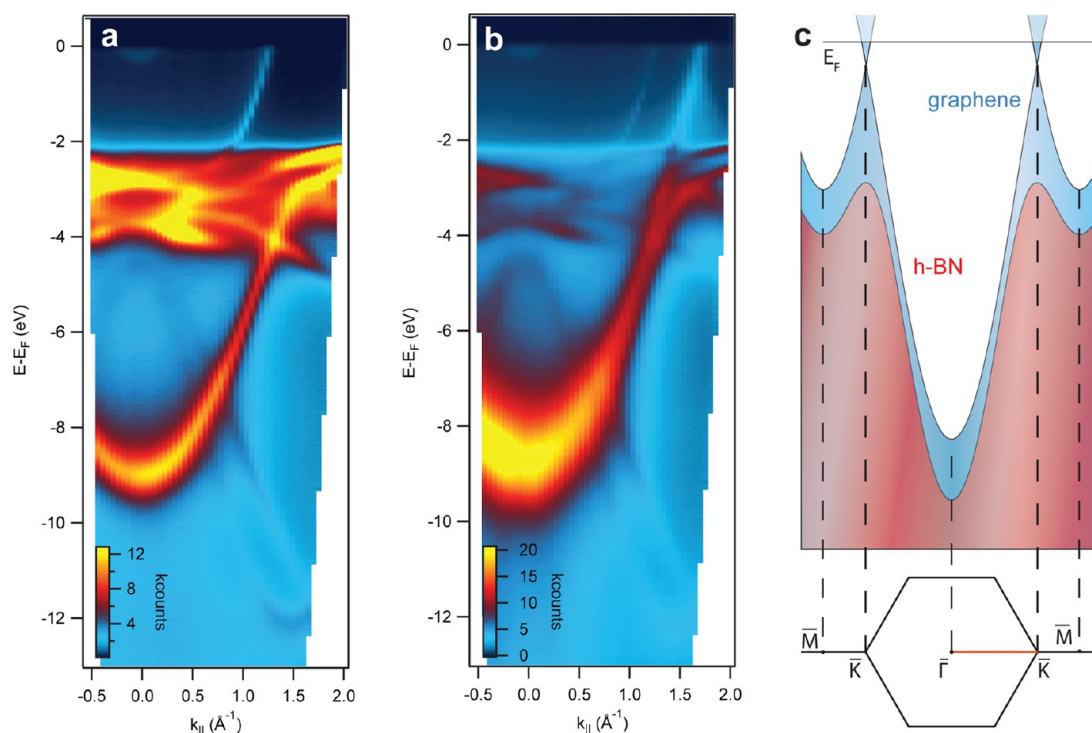 a
0
-2
-4
-6
-8
-10
-12
E-E_F (eV)
12
8
4
kcounts
-0.5 0.0 0.5 1.0 1.5 2.0
k_|| (Å⁻¹)
b
0
-2
-4
-6
-8
-10
-12
E-E_F (eV)
20
15
10
5
0
kcounts
-0.5 0.0 0.5 1.0 1.5 2.0
k_|| (Å⁻¹)
c
E_F
graphene
h-BN
M̅ K̅ Γ̅ K̅ M̅